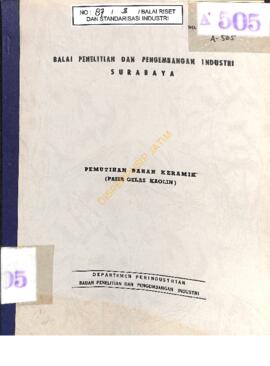 NO : 87 / 3 / BALAI RISET
DAN STANDARISASI INDUSTRI
A 505
A-505
BALAI PENELITIAN DAN PENGEMBANGAN INDUSTRI
SURABAYA
PEMUTIHAN BAHAN KERAMIK
(PASIR GELAS KAOLIN)
05
DEPARTEMEN PERINDUSTRIAN
BADAN PENELITIAN DAN PENGEMBANGAN INDUSTRI